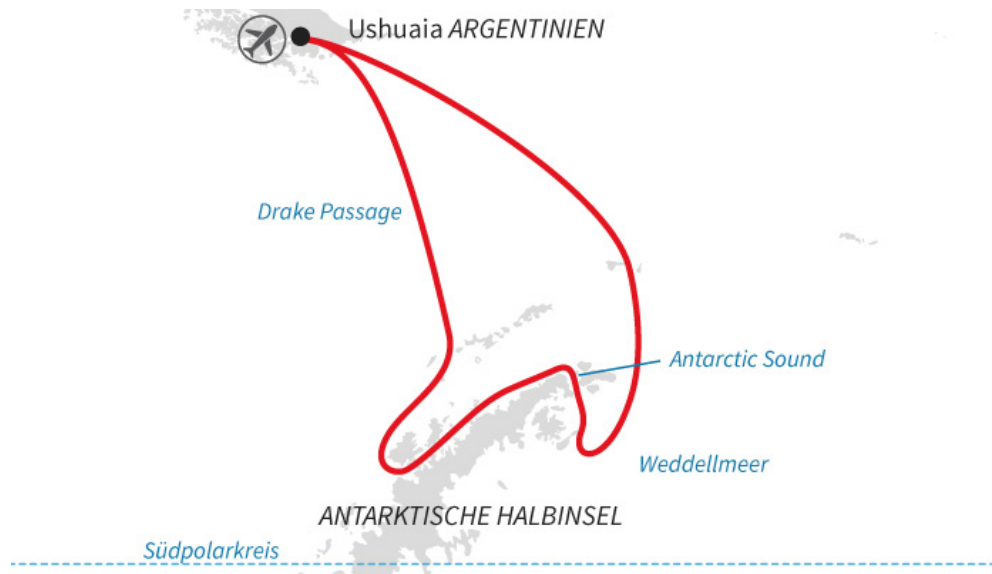 Ushuaia ARGENTINIEN
Drake Passage
Antarctic Sound
Weddellmeer
ANTARKTISCHE HALBINSEL
Südpolarkreis